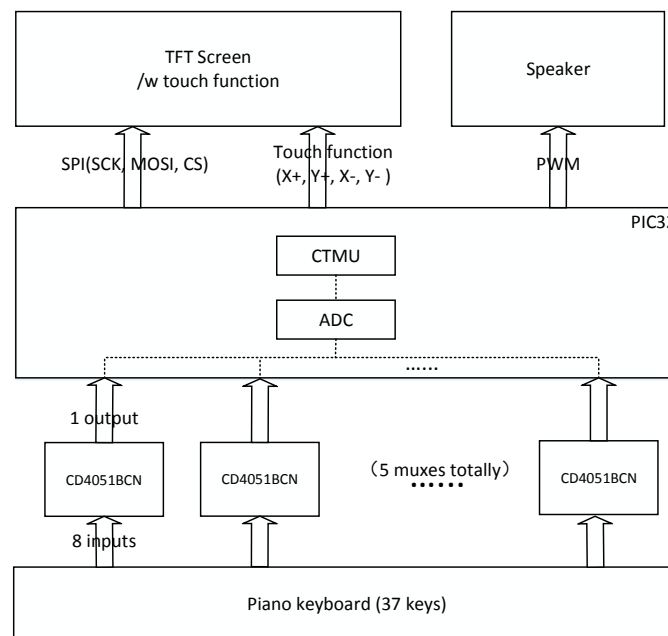 TFT Screen
/w touch function
Speaker
SPI(SCK, MOSI, CS)
Touch function
(X+, Y+, X-, Y- )
PWM
CTMU
ADC
......
1 output
CD4051BCN
CD4051BCN
（5 muxes totally）
......
CD4051BCN
8 inputs
Piano keyboard (37 keys)